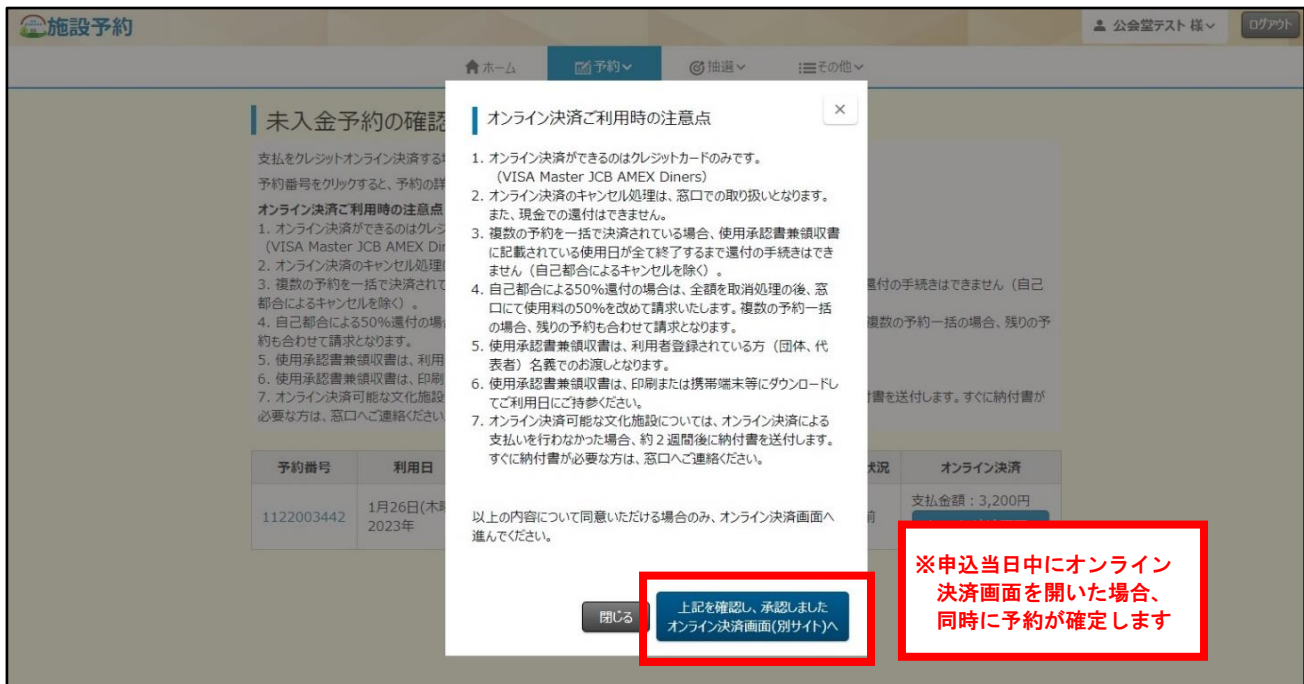 施設予約
公会堂テスト 様
ログアウト
ホーム
予約
抽選
その他
未入金予約の確認
支払をクレジットオンライン決済する
予約番号をクリックすると、予約の詳
オンライン決済ご利用時の注意点
1. オンライン決済ができるのはクレジ
(VISA Master JCB AMEX Di
2. オンライン決済のキャンセル処理
3. 複数の予約を一括で決済されて
還付の手続きはできません（自己
都合によるキャンセルを除く）。
4. 自己都合による50%還付の場
複数の予約一括の場合、残りの予
約も合わせて請求となります。
5. 使用承認書兼領収書は、利用
6. 使用承認書兼領収書は、印刷
7. オンライン決済可能な文化施設
付書を送付します。すぐに納付書が
必要な方は、窓口へご連絡ください
予約番号
利用日
状況
オンライン決済
1122003442
1月26日(木曜
2023年
前
支払金額：3,200円
オンライン決済ご利用時の注意点
×
1. オンライン決済ができるのはクレジットカードのみです。
（VISA Master JCB AMEX Diners）
2. オンライン決済のキャンセル処理は、窓口での取り扱いとなります。
また、現金での還付はできません。
3. 複数の予約を一括で決済されている場合、使用承認書兼領収書
に記載されている使用日が全て終了するまで還付の手続きはでき
ません（自己都合によるキャンセルを除く）。
4. 自己都合による50%還付の場合は、全額を取消処理の後、窓
口にて使用料の50%を改めて請求いたします。複数の予約一括
の場合、残りの予約も合わせて請求となります。
5. 使用承認書兼領収書は、利用者登録されている方（団体、代
表者）名義でのお渡しとなります。
6. 使用承認書兼領収書は、印刷または携帯端末等にダウンロードし
てご利用日にご持参ください。
7. オンライン決済可能な文化施設については、オンライン決済による
支払いを行わなかった場合、約２週間後に納付書を送付します。
すぐに納付書が必要な方は、窓口へご連絡ください。
以上の内容について同意いただける場合のみ、オンライン決済画面へ
進んでください。
閉じる
上記を確認し、承認しました
オンライン決済画面(別サイト)へ
※申込当日中にオンライン
決済画面を開いた場合、
同時に予約が確定します